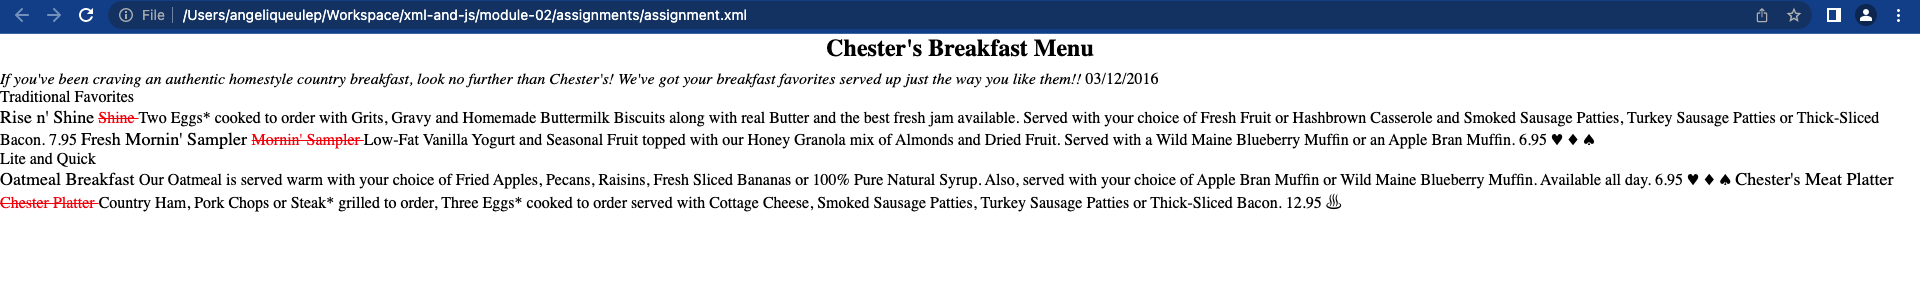 File /Users/angeliqueulep/Workspace/xml-and-js/module-02/assignments/assignment.xml
Chester's Breakfast Menu
If you've been craving an authentic homestyle country breakfast, look no further than Chester's! We've got your breakfast favorites served up just the way you like them!! 03/12/2016
Traditional Favorites
Rise n' Shine Shine Two Eggs* cooked to order with Grits, Gravy and Homemade Buttermilk Biscuits along with real Butter and the best fresh jam available. Served with your choice of Fresh Fruit or Hashbrown Casserole and Smoked Sausage Patties, Turkey Sausage Patties or Thick-Sliced
Bacon. 7.95 Fresh Mornin' Sampler Mornin' Sampler Low-Fat Vanilla Yogurt and Seasonal Fruit topped with our Honey Granola mix of Almonds and Dried Fruit. Served with a Wild Maine Blueberry Muffin or an Apple Bran Muffin. 6.95 ♥ ♦ ♠
Lite and Quick
Oatmeal Breakfast Our Oatmeal is served warm with your choice of Fried Apples, Pecans, Raisins, Fresh Sliced Bananas or 100% Pure Natural Syrup. Also, served with your choice of Apple Bran Muffin or Wild Maine Blueberry Muffin. Available all day. 6.95 ♥ ♦ ♠ Chester's Meat Platter
Chester Platter Country Ham, Pork Chops or Steak* grilled to order, Three Eggs* cooked to order served with Cottage Cheese, Smoked Sausage Patties, Turkey Sausage Patties or Thick-Sliced Bacon. 12.95 ♨